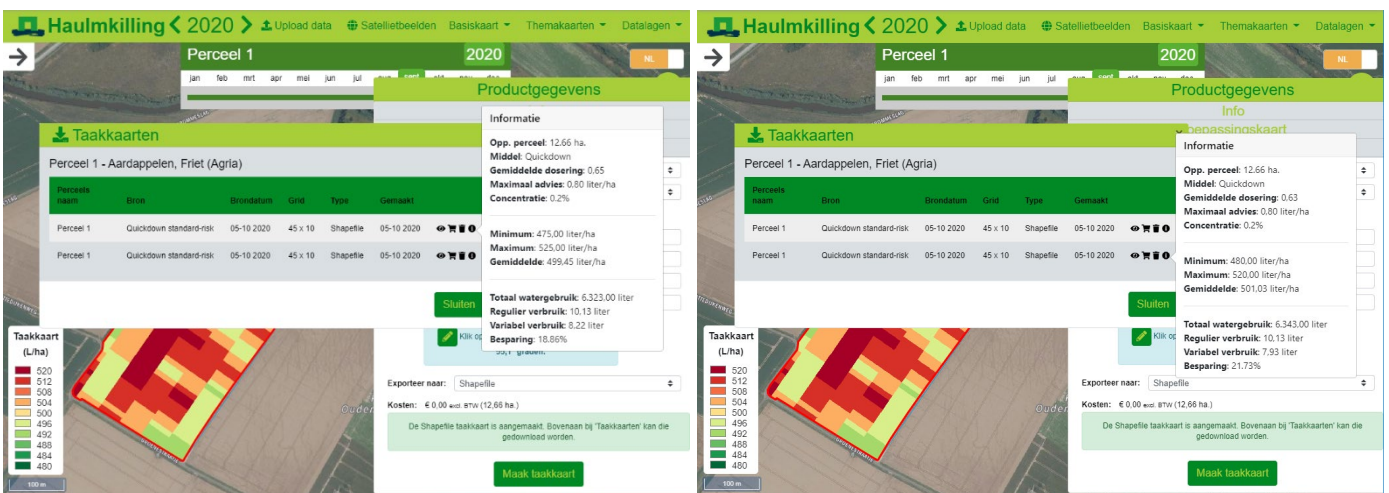 Haulmkilling < 2020 > Upload data Satellietbeelden Basiskaart Themakaarten Datalagen
Perceel 1 2020
NL
jan feb mrt apr mei jun jul sept
Productgegevens
Taakkaarten
Perceel 1 - Aardappelen, Friet (Agria)
Perceels naam Bron Brondatum Grid Type Gemaakt
Perceel 1 Quickdown standard-risk 05-10 2020 45 x 10 Shapefile 05-10 2020
Perceel 1 Quickdown standard-risk 05-10 2020 45 x 10 Shapefile 05-10 2020
Sluiten
Informatie
Opp. perceel: 12.66 ha.
Middel: Quickdown
Gemiddelde dosering: 0.65
Maximaal advies: 0.80 liter/ha
Concentratie: 0.2%
Minimum: 475,00 liter/ha
Maximum: 525,00 liter/ha
Gemiddelde: 499,45 liter/ha
Totaal watergebruik: 6.323,00 liter
Regulier verbruik: 10.13 liter
Variabel verbruik: 8.22 liter
Besparing: 18.86%
Klik op
graden.
Taakkaart
(L/ha)
520
512
508
504
500
496
492
488
484
480
100 m
Ouder
Exporteer naar: Shapefile
Kosten: € 0,00 excl. BTW (12,66 ha.)
De Shapefile taakkaart is aangemaakt. Bovenaan bij 'Taakkaarten' kan die
gedownload worden.
Maak taakkaart
Haulmkilling < 2020 > Upload data Satellietbeelden Basiskaart Themakaarten Datalagen
Perceel 1 2020
NL
jan feb mrt apr mei jun jul sept
Productgegevens
Info
Taakkaarten
Perceel 1 - Aardappelen, Friet (Agria)
Perceels naam Bron Brondatum Grid Type Gemaakt
Perceel 1 Quickdown standard-risk 05-10 2020 45 x 10 Shapefile 05-10 2020
Perceel 1 Quickdown standard-risk 05-10 2020 45 x 10 Shapefile 05-10 2020
Sluiten
Informatie
Opp. perceel: 12.66 ha.
Middel: Quickdown
Gemiddelde dosering: 0,63
Maximaal advies: 0,80 liter/ha
Concentratie: 0.2%
Minimum: 480,00 liter/ha
Maximum: 520,00 liter/ha
Gemiddelde: 501,03 liter/ha
Totaal watergebruik: 6.343,00 liter
Regulier verbruik: 10,13 liter
Variabel verbruik: 7,93 liter
Besparing: 21.73%
Klik op
Taakkaart
(L/ha)
520
512
508
504
500
496
492
488
484
480
100 m
Ouder
Exporteer naar: Shapefile
Kosten: € 0,00 excl. BTW (12,66 ha.)
De Shapefile taakkaart is aangemaakt. Bovenaan bij 'Taakkaarten' kan die
gedownload worden.
Maak taakkaart